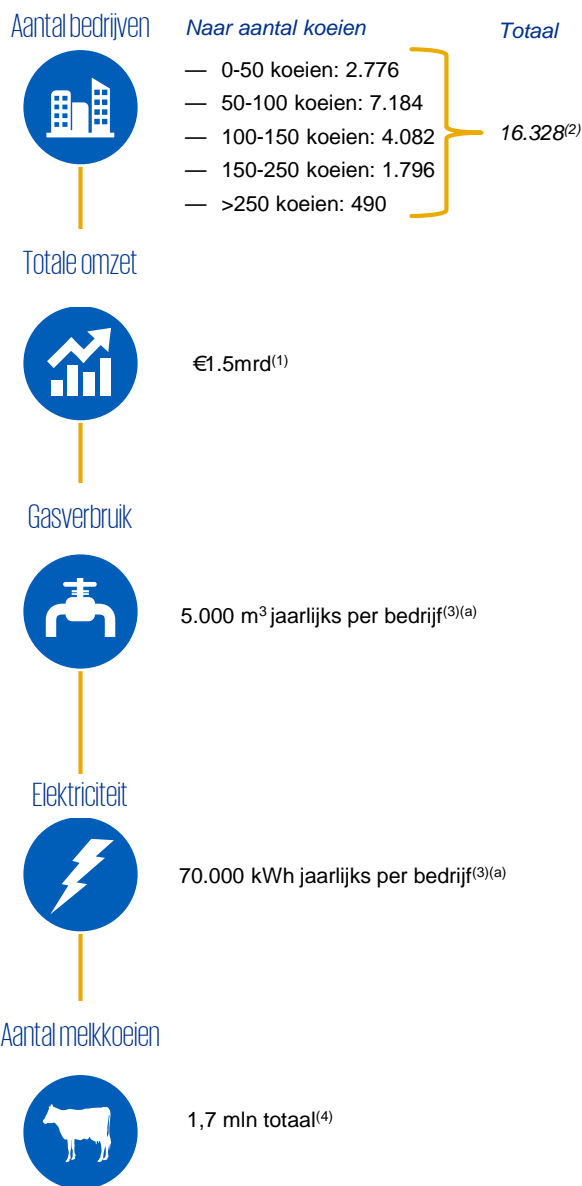 Aantal bedrijven
Naar aantal koeien
Totaal
— 0-50 koeien: 2.776
— 50-100 koeien: 7.184
— 100-150 koeien: 4.082
— 150-250 koeien: 1.796
— >250 koeien: 490
16.328(2)
Totale omzet
€1.5mrd(1)
Gasverbruik
5.000 m³ jaarlijks per bedrijf(3)(a)
Elektriciteit
70.000 kWh jaarlijks per bedrijf(3)(a)
Aantal melkkoeien
1,7 mln totaal(4)